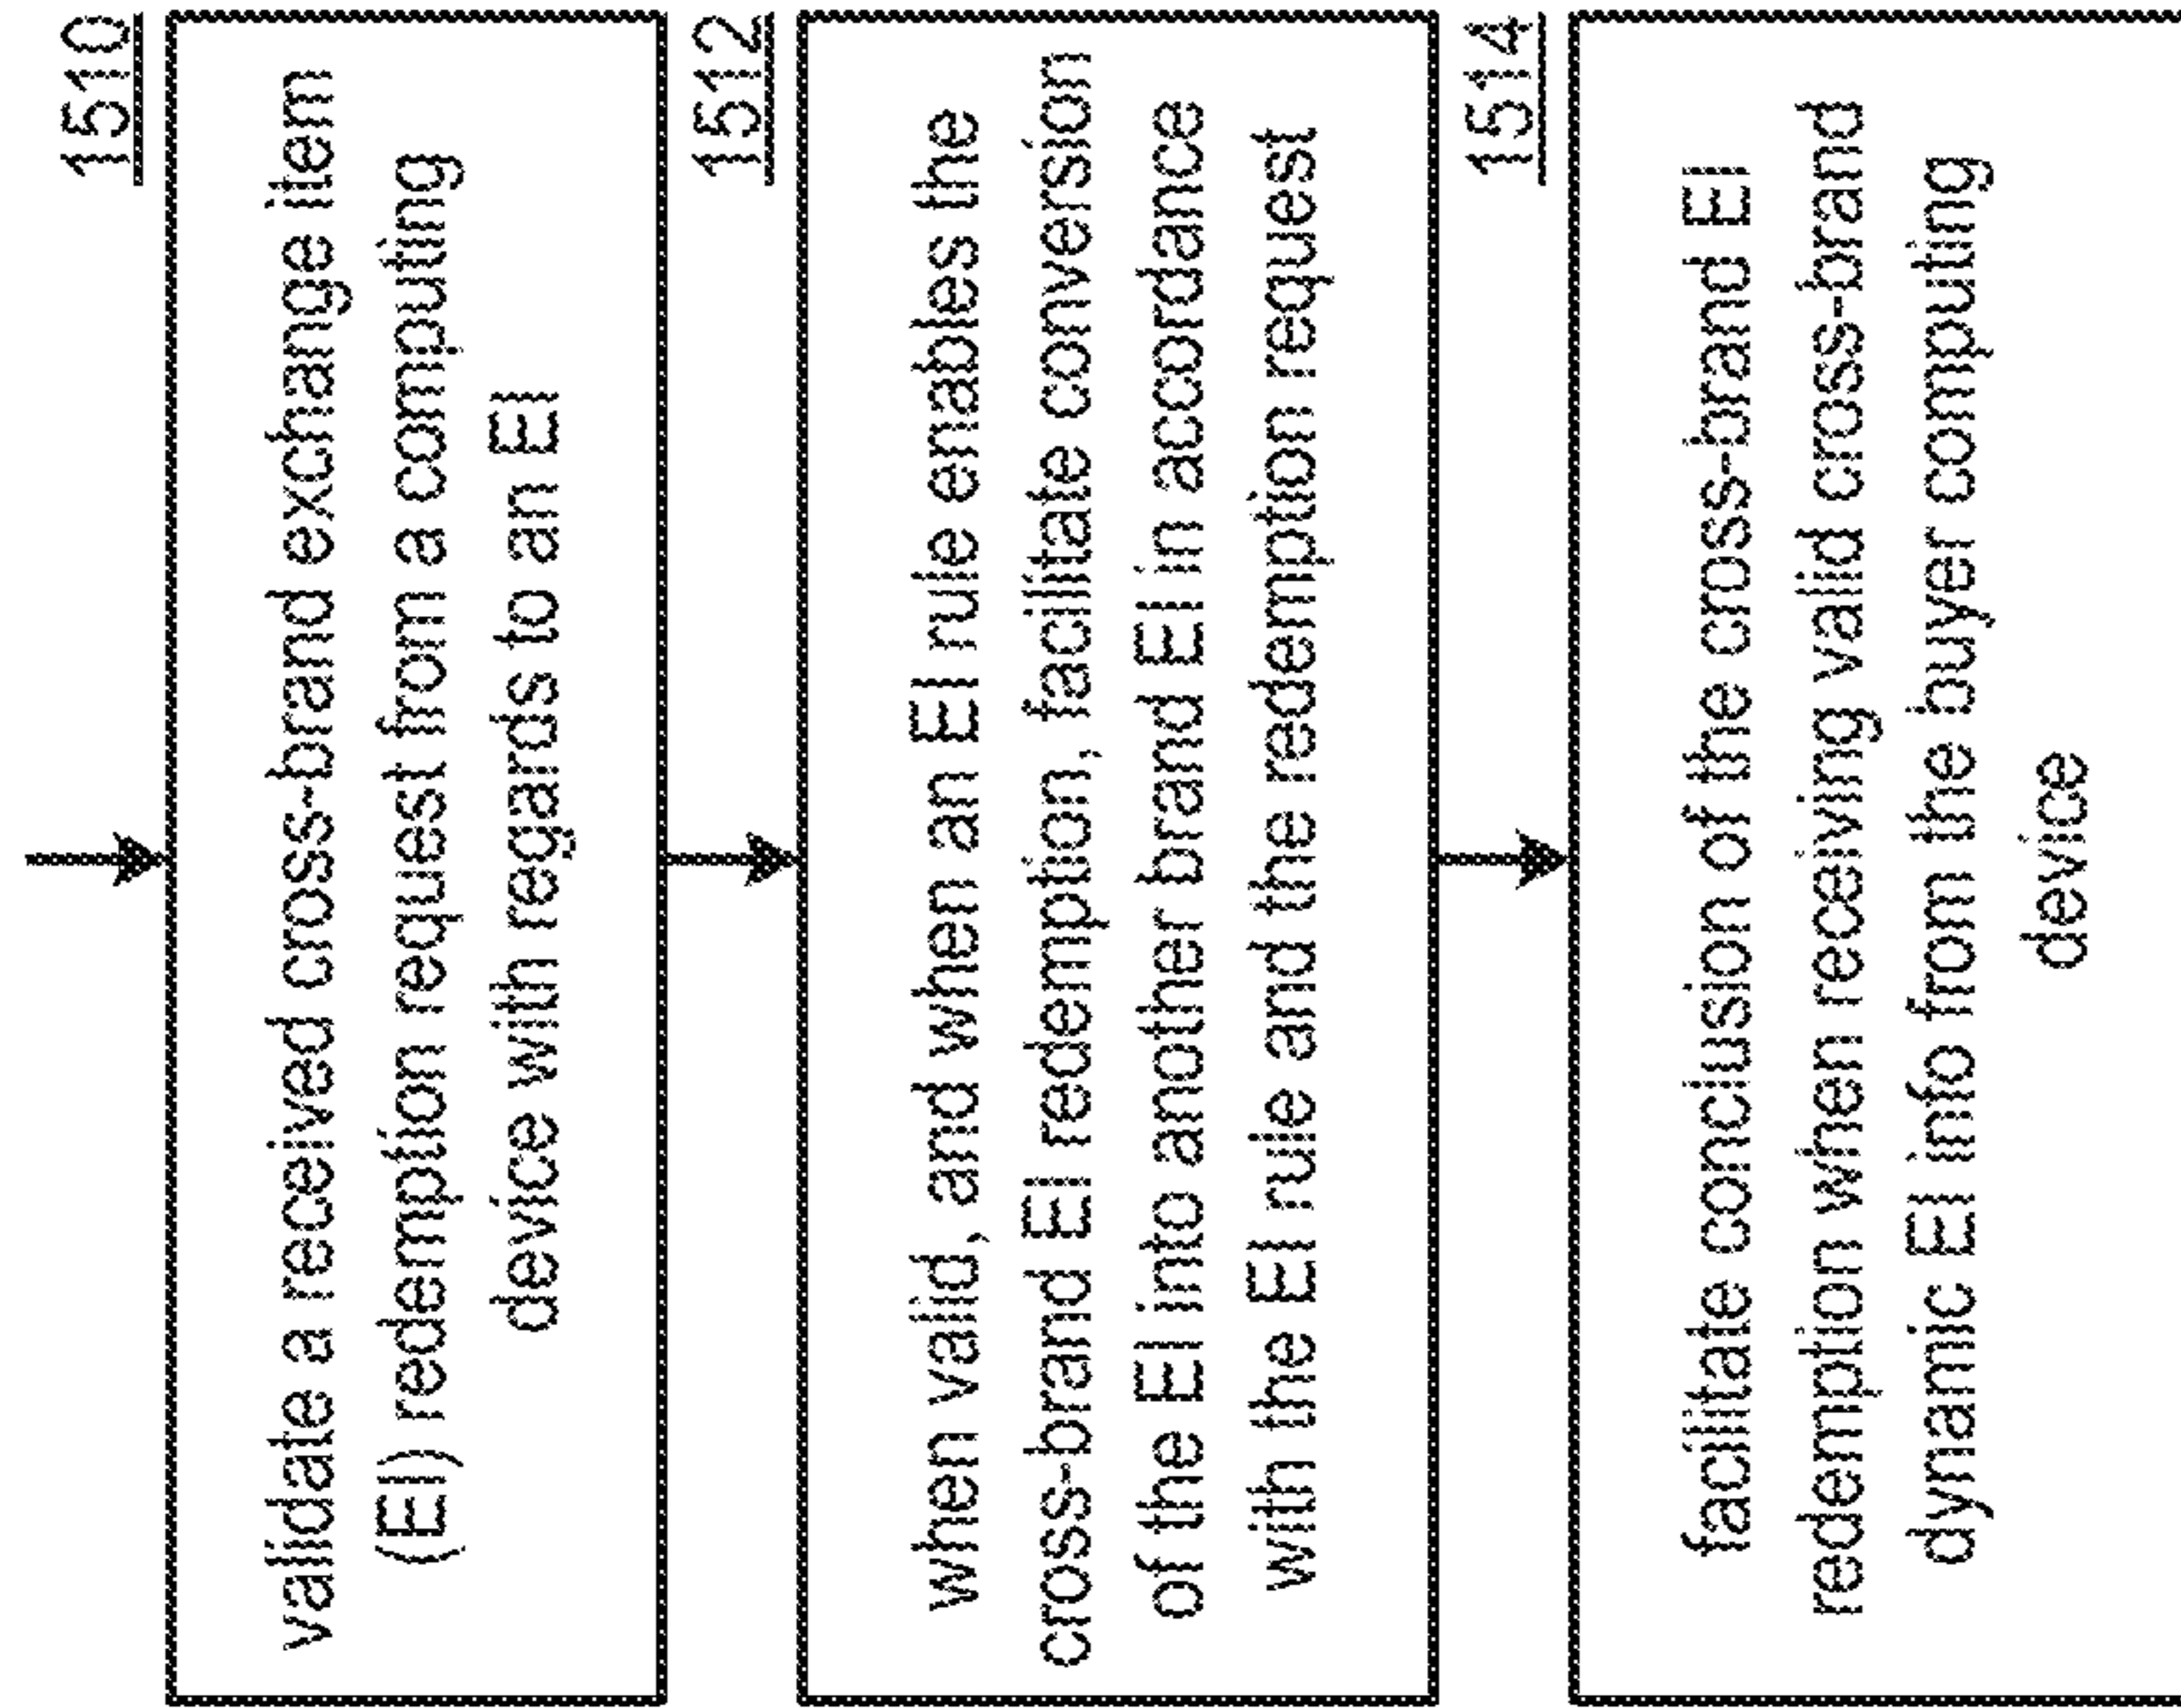 1510
validate a received cross-brand exchange item
(EI) redemption request from a computing
device with regards to an EI
1512
when valid, and when an EI rule enables the
cross-brand EI redemption, facilitate conversion
of the EI into another brand EI in accordance
with the EI rule and the redemption request
1514
facilitate conclusion of the cross-brand EI
redemption when receiving valid cross-brand
dynamic EI info from the buyer computing
device